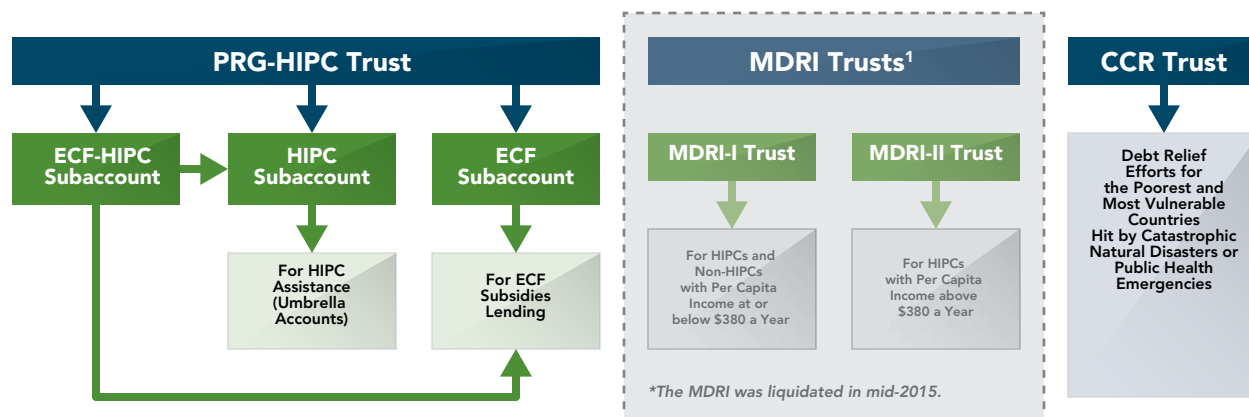 PRG-HIPC Trust
ECF-HIPC
Subaccount
HIPC
Subaccount
ECF
Subaccount
For HIPC
Assistance
(Umbrella
Accounts)
For ECF
Subsidies
Lending
MDRI Trusts¹
MDRI-I Trust
MDRI-II Trust
For HIPCs and
Non-HIPCs
with Per Capita
Income at or
below $380 a Year
For HIPCs
with Per Capita
Income above
$380 a Year
*The MDRI was liquidated in mid-2015.
CCR Trust
Debt Relief
Efforts for
the Poorest and
Most Vulnerable
Countries
Hit by Catastrophic
Natural Disasters or
Public Health
Emergencies